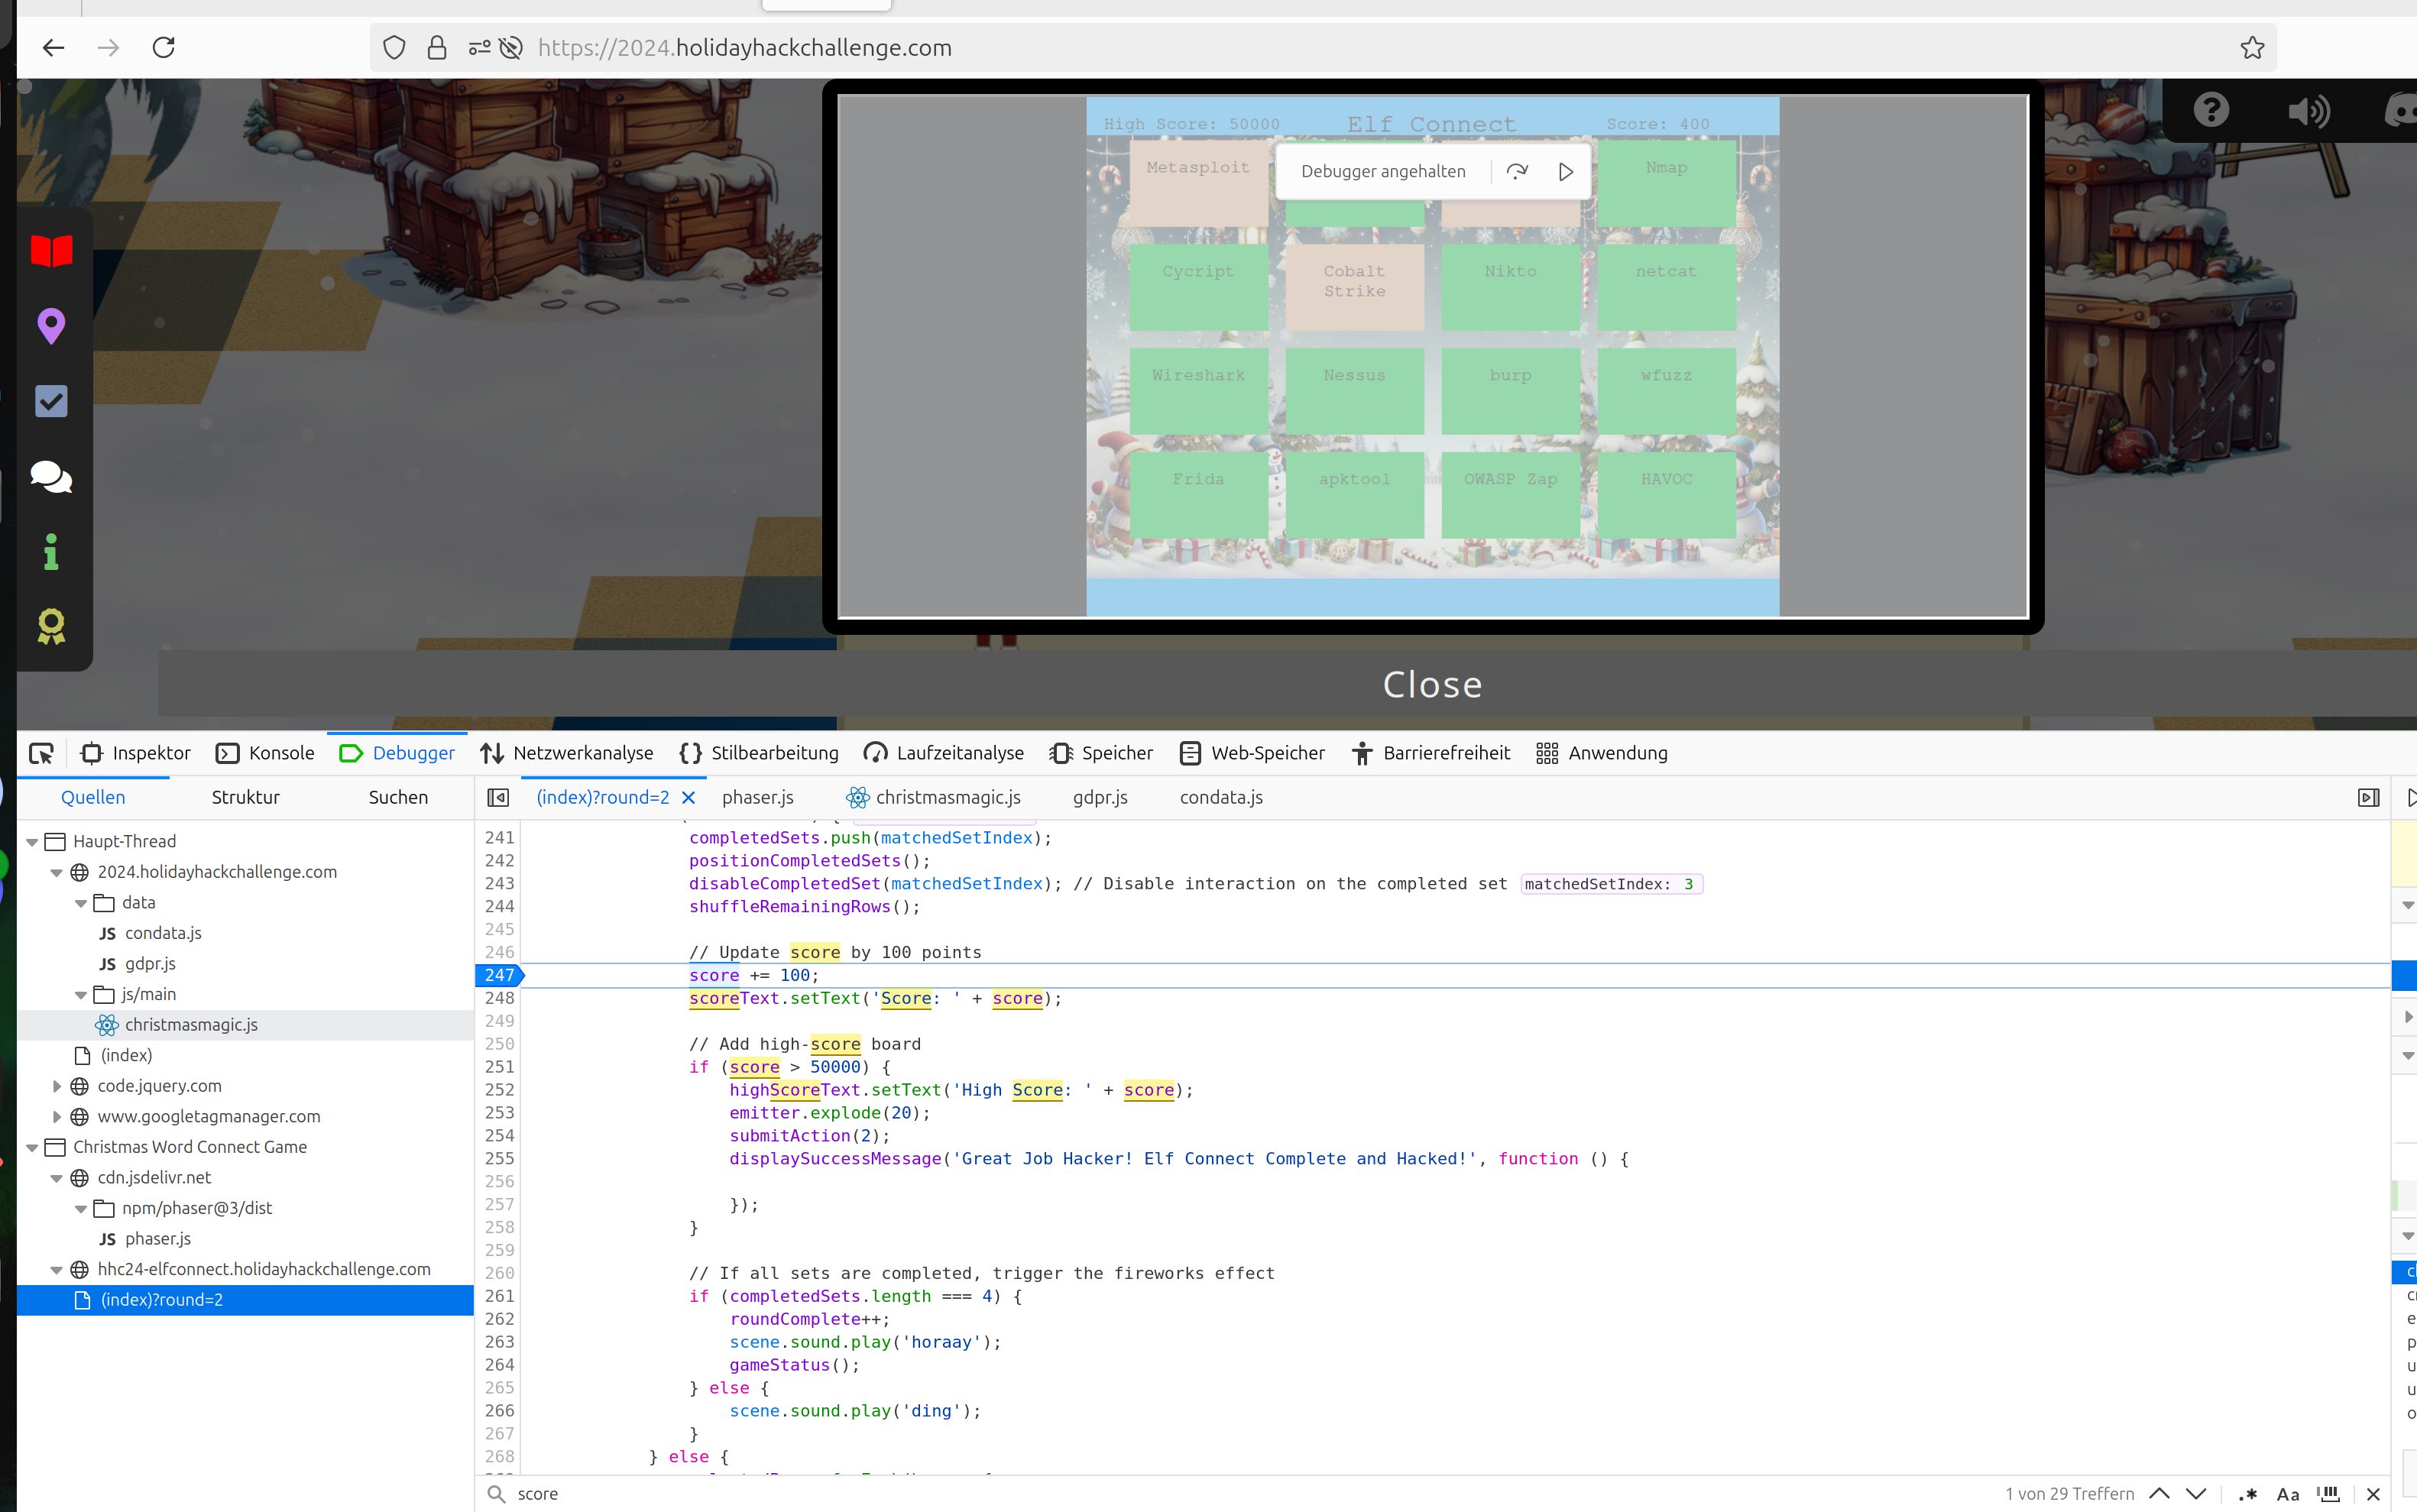 https://2024.holidayhackchallenge.com
High Score: 50000
Elf Connect
Score: 400
Metasploit
Debugger angehalten
Nmap
Cycript
Cobalt Strike
Nikto
netcat
Wireshark
Nessus
burp
wfuzz
Frida
apktool
OWASP Zap
HAVOC
Close
Inspektor
Konsole
Debugger
Netzwerkanalyse
Stilbearbeitung
Laufzeitanalyse
Speicher
Web-Speicher
Barrierefreiheit
Anwendung
Quellen
Struktur
Suchen
(index)?round=2
phaser.js
christmasmagic.js
gdpr.js
condata.js
Haupt-Thread
2024.holidayhackchallenge.com
data
JS condata.js
JS gdpr.js
js/main
christmasmagic.js
(index)
code.jquery.com
www.googletagmanager.com
Christmas Word Connect Game
cdn.jsdelivr.net
npm/phaser@3/dist
JS phaser.js
hhc24-elfconnect.holidayhackchallenge.com
(index)?round=2
241 completedSets.push(matchedSetIndex);
242 positionCompletedSets();
243 disableCompletedSet(matchedSetIndex); // Disable interaction on the completed set matchedSetIndex: 3
244 shuffleRemainingRows();
245
246 // Update score by 100 points
247 score += 100;
248 scoreText.setText('Score: ' + score);
249
250 // Add high-score board
251 if (score > 50000) {
252 highScoreText.setText('High Score: ' + score);
253 emitter.explode(20);
254 submitAction(2);
255 displaySuccessMessage('Great Job Hacker! Elf Connect Complete and Hacked!', function () {
256
257 });
258 }
259
260 // If all sets are completed, trigger the fireworks effect
261 if (completedSets.length === 4) {
262 roundComplete++;
263 scene.sound.play('horaay');
264 gameStatus();
265 } else {
266 scene.sound.play('ding');
267 }
268 } else {
score
1 von 29 Treffern
.*
Aa